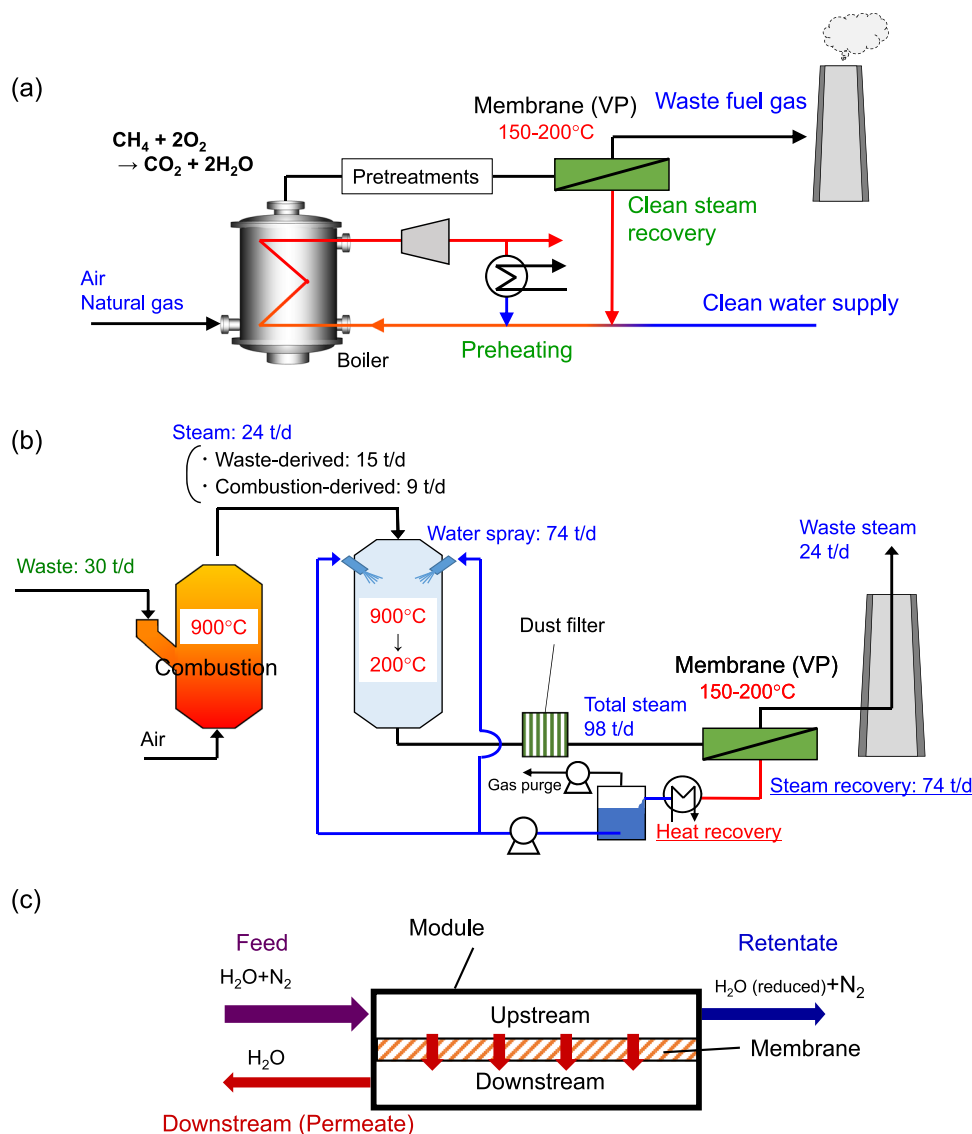 (a)
CH₄ + 2O₂
→ CO₂ + 2H₂O
Pretreatments
Membrane (VP)
150-200°C
Waste fuel gas
Clean steam
recovery
Air
Natural gas
Boiler
Preheating
Clean water supply
(b)
Steam: 24 t/d
・ Waste-derived: 15 t/d
・ Combustion-derived: 9 t/d
Waste: 30 t/d
900°C
Combustion
Air
Water spray: 74 t/d
900°C
↓
200°C
Dust filter
Total steam
98 t/d
Membrane (VP)
150-200°C
Waste steam
24 t/d
Steam recovery: 74 t/d
Gas purge
Heat recovery
(c)
Module
Feed
H₂O+N₂
Retentate
H₂O (reduced)+N₂
Upstream
Membrane
Downstream
H₂O
Downstream (Permeate)